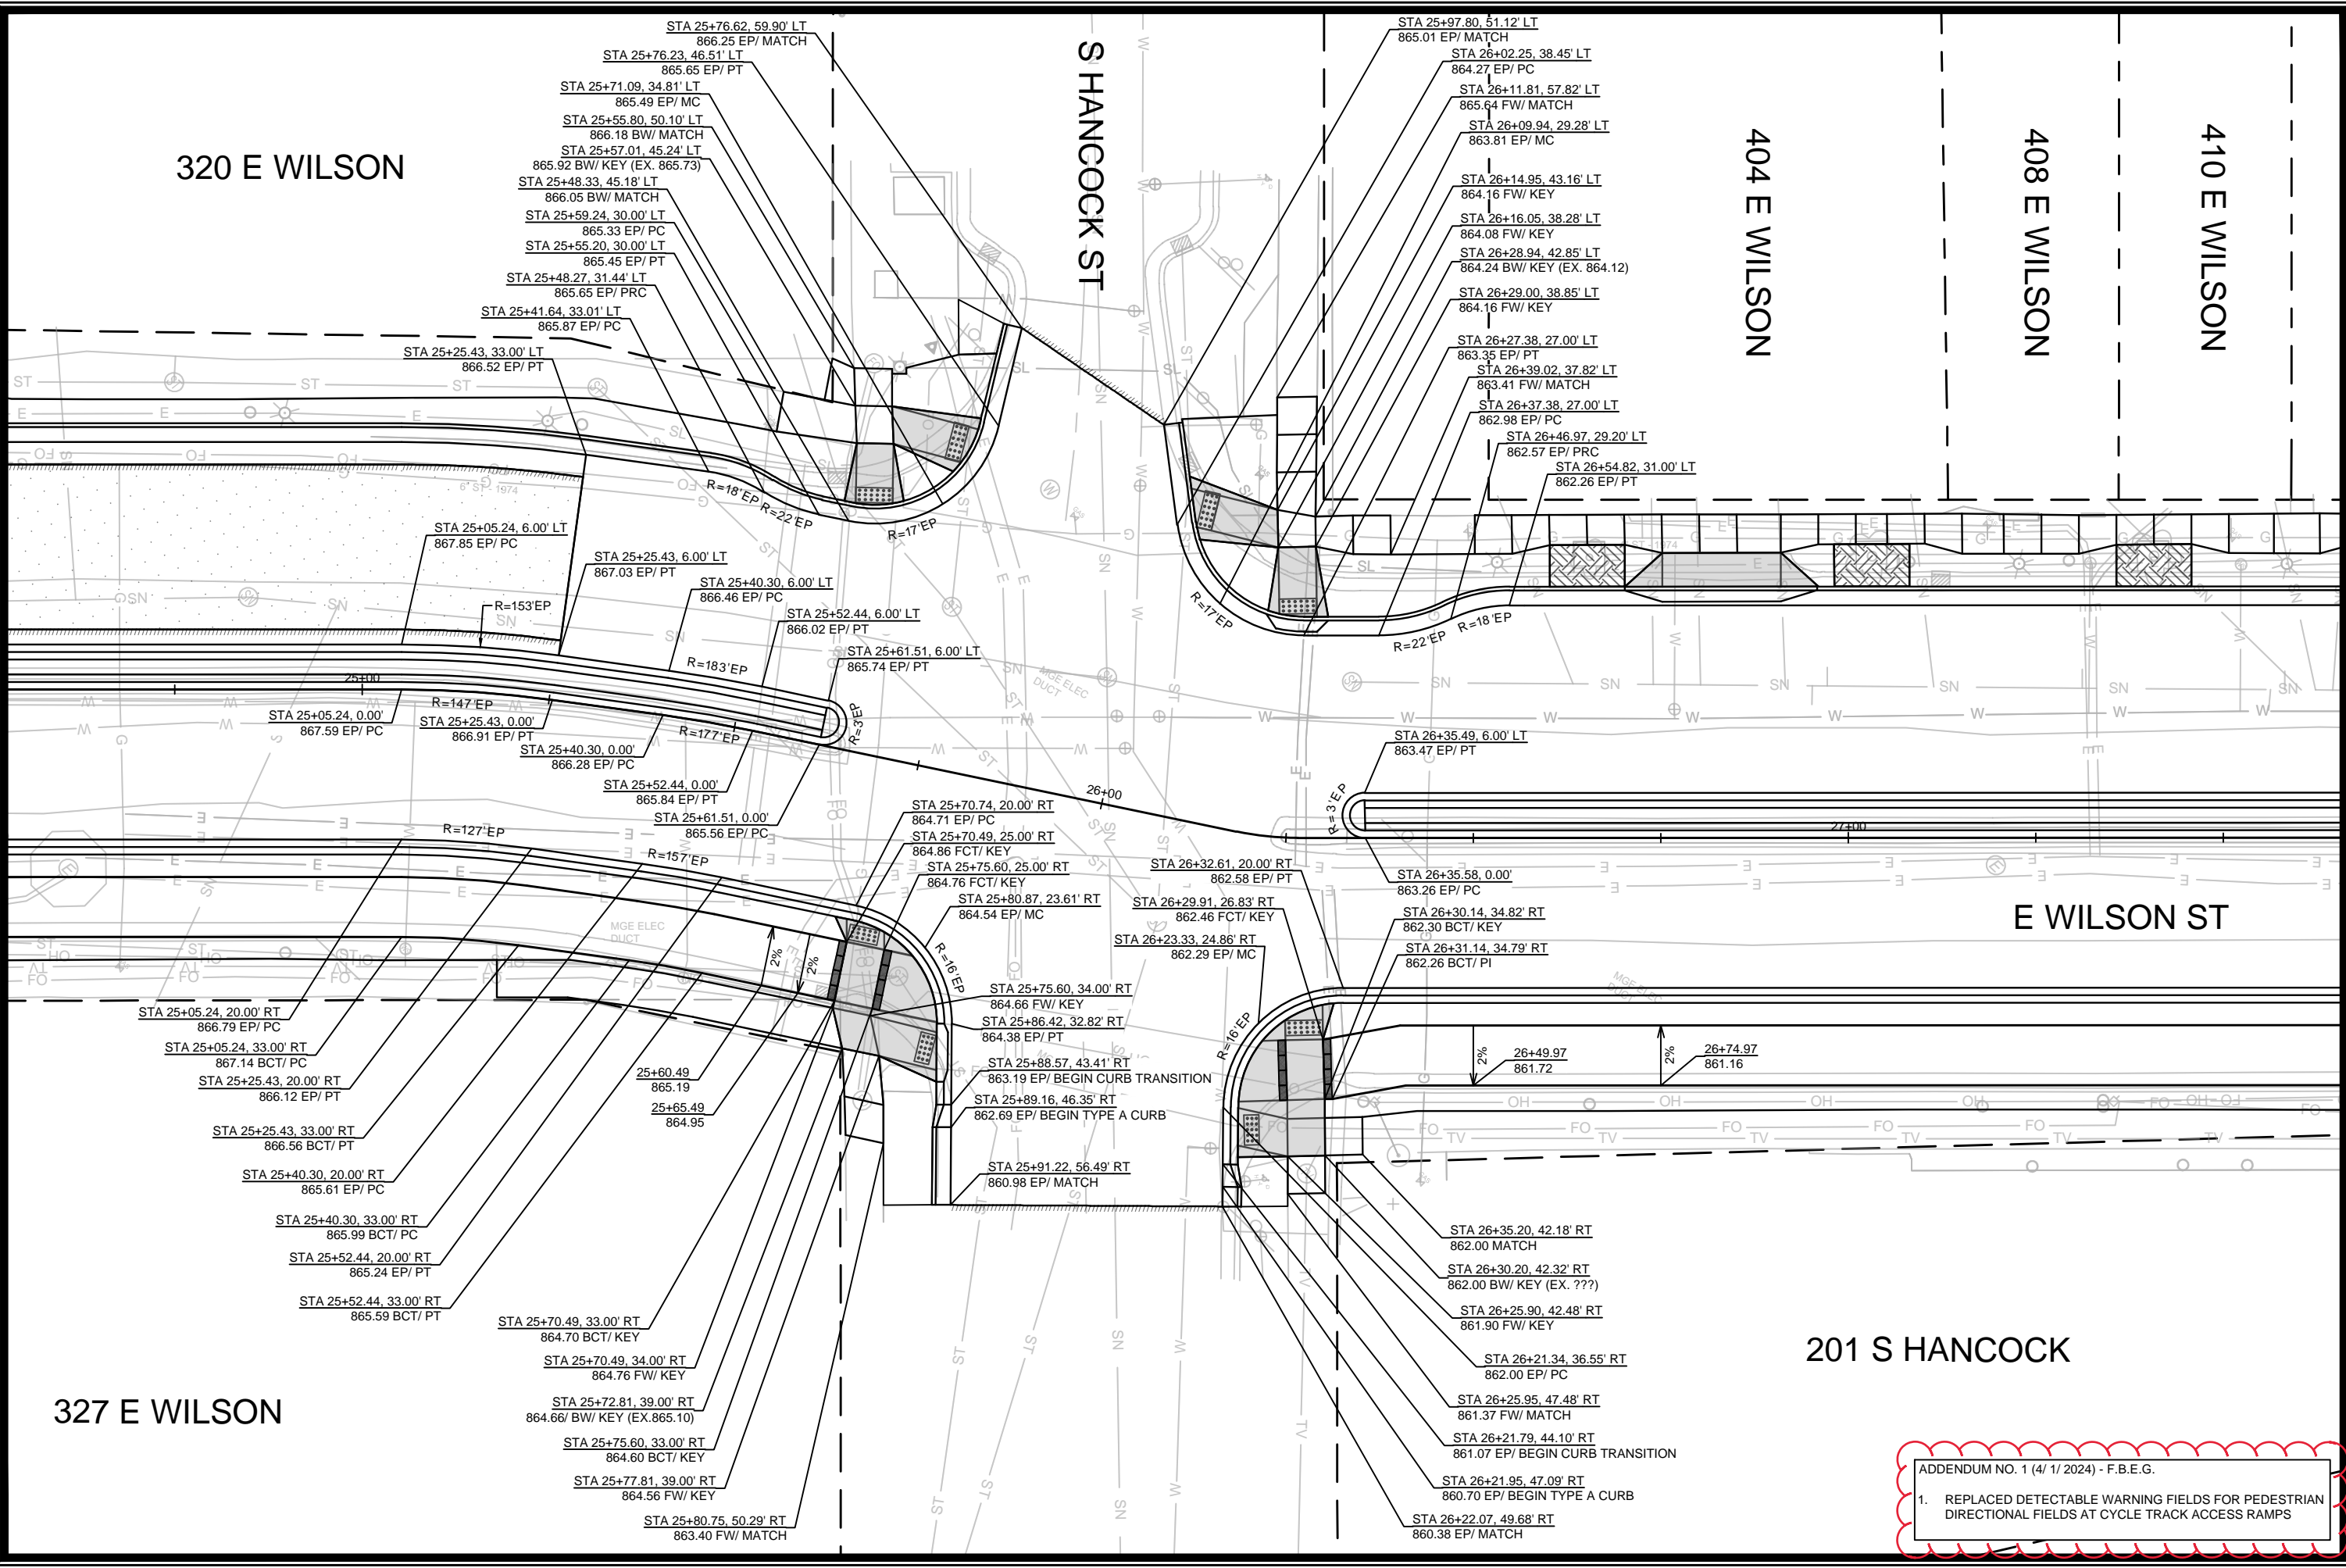 STA 25+76.62, 59.90' LT
866.25 EP/ MATCH
STA 25+76.23, 46.51' LT
865.65 EP/ PT
STA 25+71.09, 34.81' LT
865.49 EP/ MC
STA 25+55.80, 50.10' LT
866.18 BW/ MATCH
STA 25+57.01, 45.24' LT
865.92 BW/ KEY (EX. 865.73)
STA 25+48.33, 45.18' LT
866.05 BW/ MATCH
STA 25+59.24, 30.00' LT
865.33 EP/ PC
STA 25+55.20, 30.00' LT
865.45 EP/ PT
STA 25+48.27, 31.44' LT
865.65 EP/ PRC
STA 25+41.64, 33.01' LT
865.87 EP/ PC
STA 25+25.43, 33.00' LT
866.52 EP/ PT
320 E WILSON
S HANCOCK ST
STA 25+97.80, 51.12' LT
865.01 EP/ MATCH
STA 26+02.25, 38.45' LT
864.27 EP/ PC
STA 26+11.81, 57.82' LT
865.64 FW/ MATCH
STA 26+09.94, 29.28' LT
863.81 EP/ MC
STA 26+14.95, 43.16' LT
864.16 FW/ KEY
STA 26+16.05, 38.28' LT
864.08 FW/ KEY
STA 26+28.94, 42.85' LT
864.24 BW/ KEY (EX. 864.12)
STA 26+29.00, 38.85' LT
864.16 FW/ KEY
STA 26+27.38, 27.00' LT
863.35 EP/ PT
STA 26+39.02, 37.82' LT
863.41 FW/ MATCH
STA 26+37.38, 27.00' LT
862.98 EP/ PC
STA 26+46.97, 29.20' LT
862.57 EP/ PRC
STA 26+54.82, 31.00' LT
862.26 EP/ PT
404 E WILSON
408 E WILSON
410 E WILSON
R=18'EP
R=22'EP
R=17'EP
R=17'EP
R=22'EP
R=18'EP
6" ST - 1974
STA 25+05.24, 6.00' LT
867.85 EP/ PC
STA 25+25.43, 6.00' LT
867.03 EP/ PT
STA 25+40.30, 6.00' LT
866.46 EP/ PC
STA 25+52.44, 6.00' LT
866.02 EP/ PT
STA 25+61.51, 6.00' LT
865.74 EP/ PT
R=153'EP
R=183'EP
25+00
R=147'EP
R=177'EP
R=3'EP
STA 25+05.24, 0.00'
867.59 EP/ PC
STA 25+25.43, 0.00'
866.91 EP/ PT
STA 25+40.30, 0.00'
866.28 EP/ PC
STA 25+52.44, 0.00'
865.84 EP/ PT
STA 25+61.51, 0.00'
865.56 EP/ PC
MGE ELEC
DUCT
26+00
STA 26+35.49, 6.00' LT
863.47 EP/ PT
R=3'EP
27+00
STA 26+35.58, 0.00'
863.26 EP/ PC
E WILSON ST
R=127'EP
R=157'EP
STA 25+70.74, 20.00' RT
864.71 EP/ PC
STA 25+70.49, 25.00' RT
864.86 FCT/ KEY
STA 25+75.60, 25.00' RT
864.76 FCT/ KEY
STA 25+80.87, 23.61' RT
864.54 EP/ MC
R=16'EP
STA 25+75.60, 34.00' RT
864.66 FW/ KEY
STA 25+86.42, 32.82' RT
864.38 EP/ PT
STA 25+88.57, 43.41' RT
863.19 EP/ BEGIN CURB TRANSITION
STA 25+89.16, 46.35' RT
862.69 EP/ BEGIN TYPE A CURB
STA 25+91.22, 56.49' RT
860.98 EP/ MATCH
STA 26+32.61, 20.00' RT
862.58 EP/ PT
STA 26+29.91, 26.83' RT
862.46 FCT/ KEY
STA 26+23.33, 24.86' RT
862.29 EP/ MC
R=16'EP
STA 26+30.14, 34.82' RT
862.30 BCT/ KEY
STA 26+31.14, 34.79' RT
862.26 BCT/ PI
MGE ELEC
DUCT
2%
2%
MGE ELEC
2%
26+49.97
861.72
2%
26+74.97
861.16
STA 25+05.24, 20.00' RT
866.79 EP/ PC
STA 25+05.24, 33.00' RT
867.14 BCT/ PC
STA 25+25.43, 20.00' RT
866.12 EP/ PT
STA 25+25.43, 33.00' RT
866.56 BCT/ PT
STA 25+40.30, 20.00' RT
865.61 EP/ PC
STA 25+40.30, 33.00' RT
865.99 BCT/ PC
STA 25+52.44, 20.00' RT
865.24 EP/ PT
STA 25+52.44, 33.00' RT
865.59 BCT/ PT
25+60.49
865.19
25+65.49
864.95
STA 25+70.49, 33.00' RT
864.70 BCT/ KEY
STA 25+70.49, 34.00' RT
864.76 FW/ KEY
STA 25+72.81, 39.00' RT
864.66/ BW/ KEY (EX.865.10)
STA 25+75.60, 33.00' RT
864.60 BCT/ KEY
STA 25+77.81, 39.00' RT
864.56 FW/ KEY
STA 25+80.75, 50.29' RT
863.40 FW/ MATCH
327 E WILSON
STA 26+35.20, 42.18' RT
862.00 MATCH
STA 26+30.20, 42.32' RT
862.00 BW/ KEY (EX. ???)
STA 26+25.90, 42.48' RT
861.90 FW/ KEY
STA 26+21.34, 36.55' RT
862.00 EP/ PC
STA 26+25.95, 47.48' RT
861.37 FW/ MATCH
STA 26+21.79, 44.10' RT
861.07 EP/ BEGIN CURB TRANSITION
STA 26+21.95, 47.09' RT
860.70 EP/ BEGIN TYPE A CURB
STA 26+22.07, 49.68' RT
860.38 EP/ MATCH
201 S HANCOCK
ADDENDUM NO. 1 (4/ 1/ 2024) - F.B.E.G.
1. REPLACED DETECTABLE WARNING FIELDS FOR PEDESTRIAN
DIRECTIONAL FIELDS AT CYCLE TRACK ACCESS RAMPS